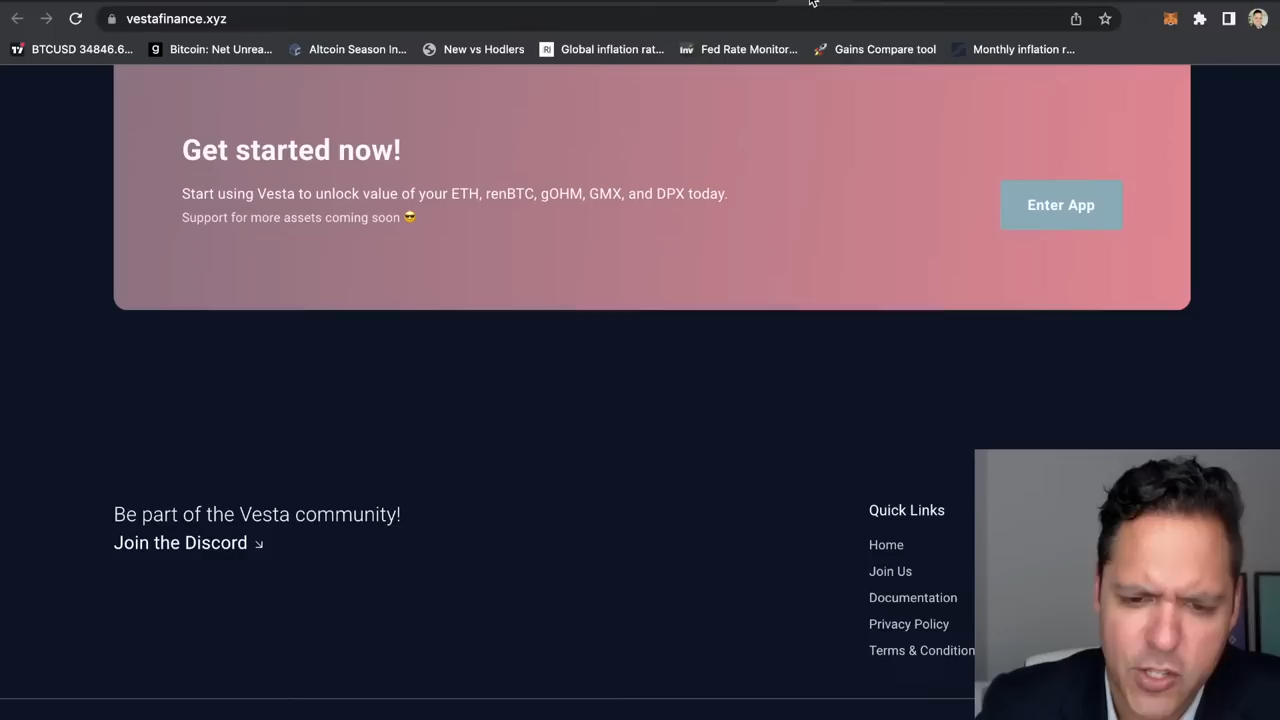 vestafinance.xyz
BTCUSD 34846.6...
Bitcoin: Net Unrea...
Altcoin Season In...
New vs Hodlers
Global inflation rat...
Fed Rate Monitor...
Gains Compare tool
Monthly inflation r...
Get started now!
Start using Vesta to unlock value of your ETH, renBTC, gOHM, GMX, and DPX today.
Support for more assets coming soon 😎
Enter App
Be part of the Vesta community!
Join the Discord ↘
Quick Links
Home
Join Us
Documentation
Privacy Policy
Terms & Condition